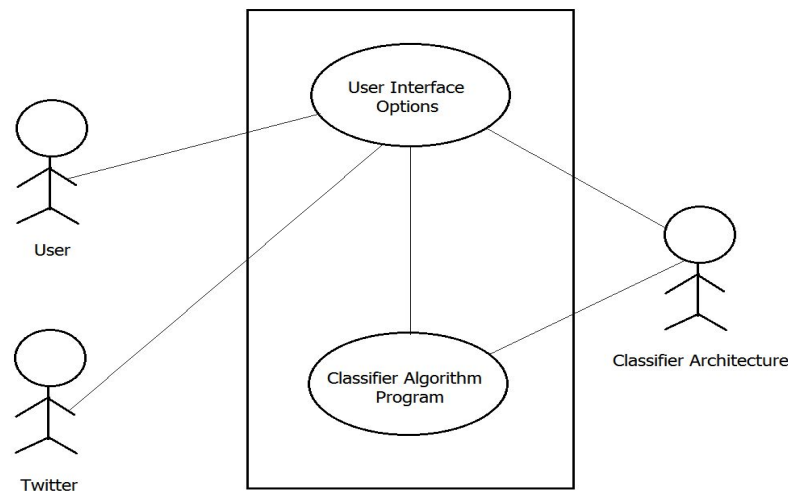 User Interface
Options
User
Classifier Architecture
Classifier Algorithm
Program
Twitter